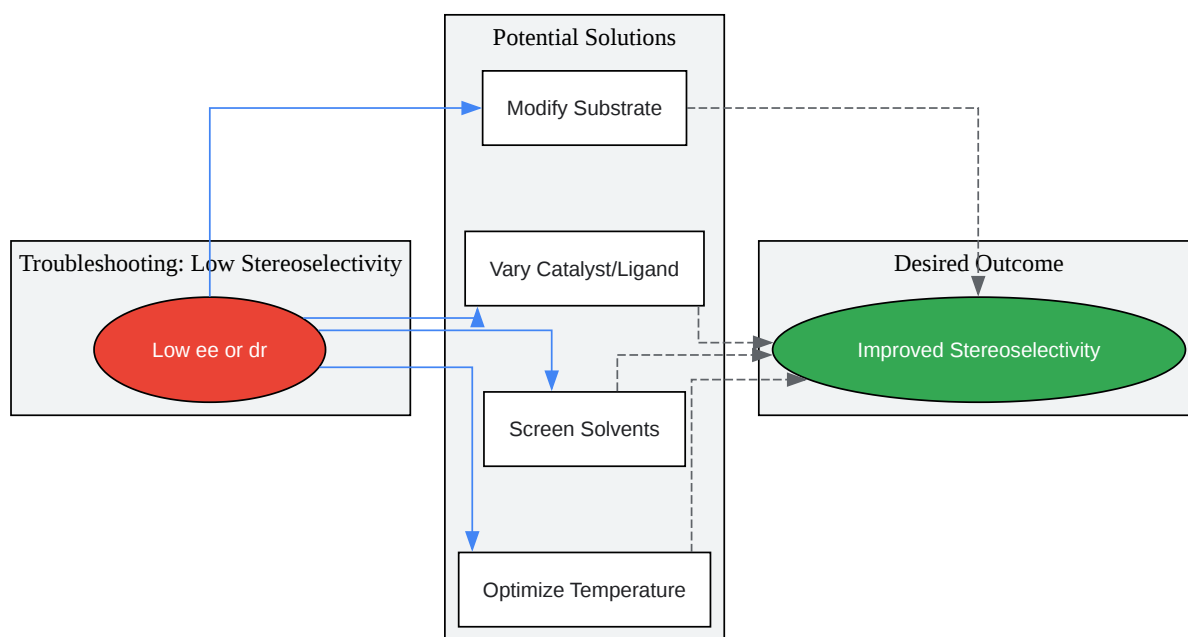 Potential Solutions
Modify Substrate
Troubleshooting: Low Stereoselectivity
Low ee or dr
Vary Catalyst/Ligand
Screen Solvents
Optimize Temperature
Desired Outcome
Improved Stereoselectivity